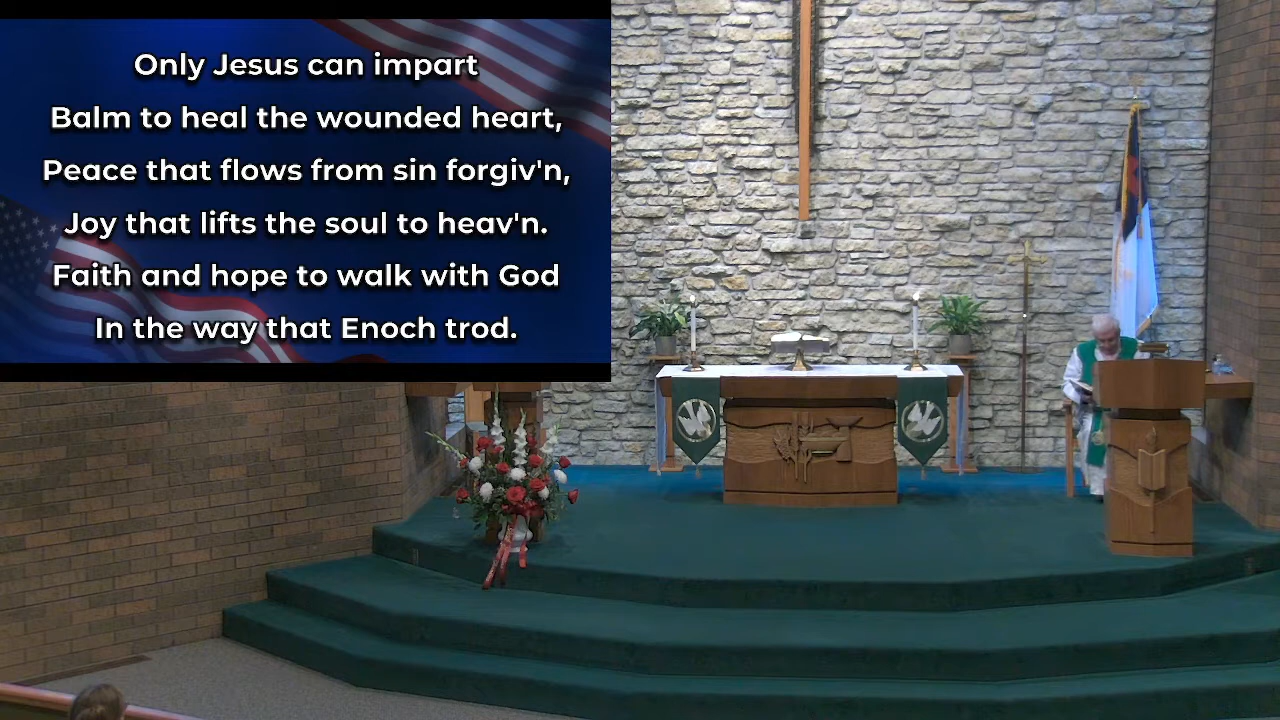 Only Jesus can impart
Balm to heal the wounded heart,
Peace that flows from sin forgiv'n,
Joy that lifts the soul to heav'n.
Faith and hope to walk with God
In the way that Enoch trod.